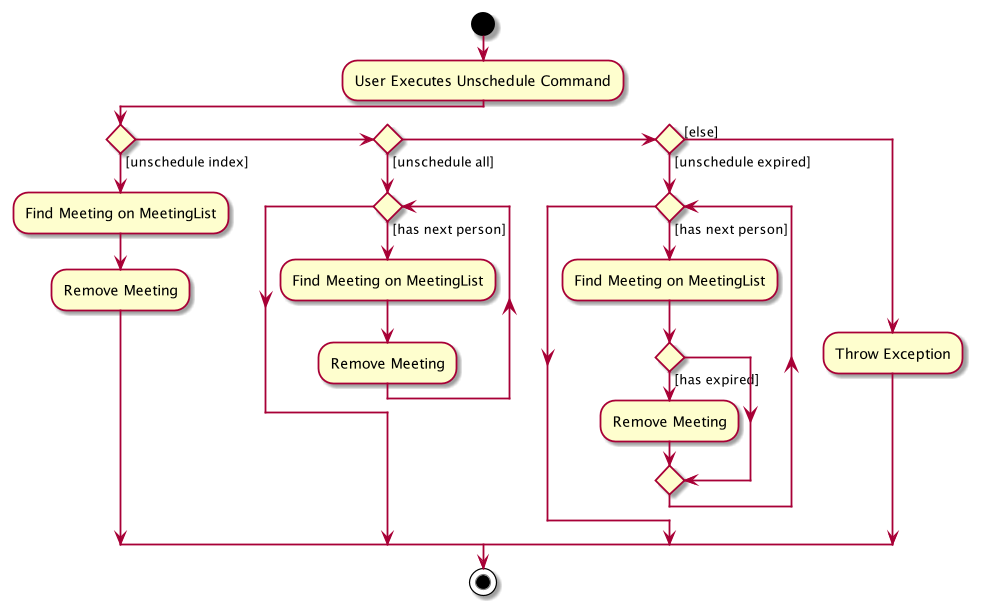 User Executes Unschedule Command
[else]
[unschedule index]
[unschedule all]
[unschedule expired]
Find Meeting on MeetingList
[has next person]
[has next person]
Remove Meeting
Find Meeting on MeetingList
Find Meeting on MeetingList
Remove Meeting
Throw Exception
[has expired]
Remove Meeting